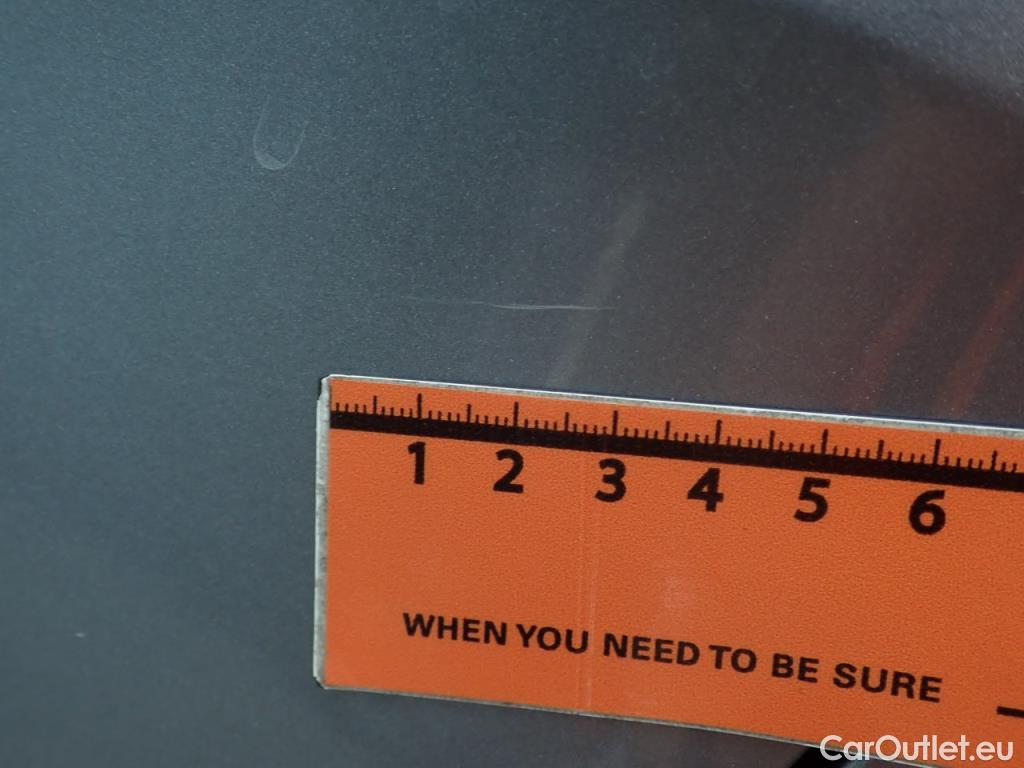 1 2 3 4 5 6
WHEN YOU NEED TO BE SURE
CarOutlet.eu